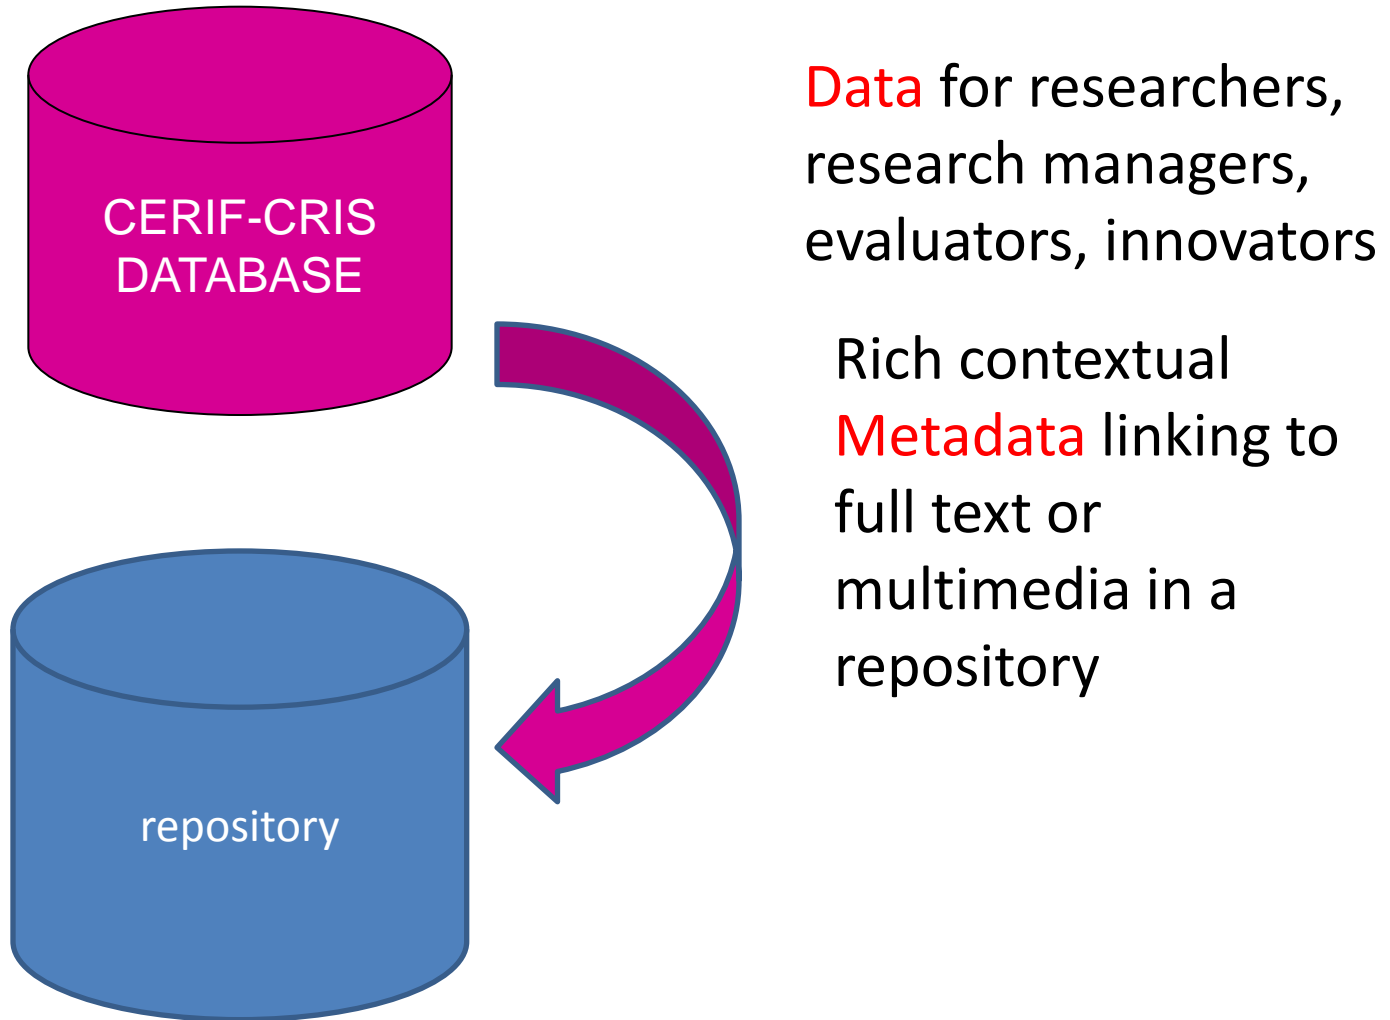 CERIF-CRIS
DATABASE
Data for researchers,
research managers,
evaluators, innovators
Rich contextual
Metadata linking to
full text or
multimedia in a
repository
repository